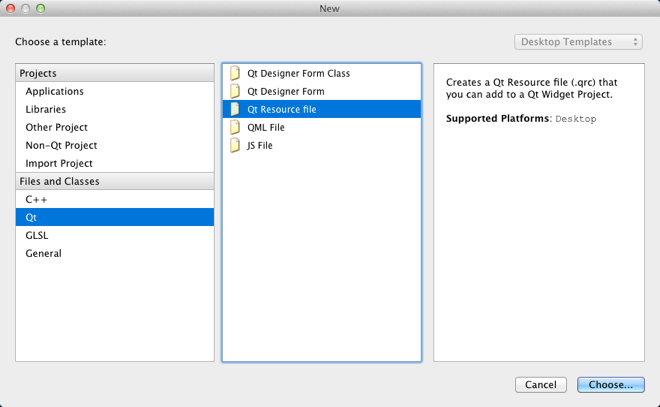 New
Choose a template:
Desktop Templates
Projects
Applications
Libraries
Other Project
Non-Qt Project
Import Project
Files and Classes
C++
Qt
GLSL
General
Qt Designer Form Class
Qt Designer Form
Qt Resource file
QML File
JS File
Creates a Qt Resource file (.qrc) that
you can add to a Qt Widget Project.
Supported Platforms: Desktop
Cancel
Choose...